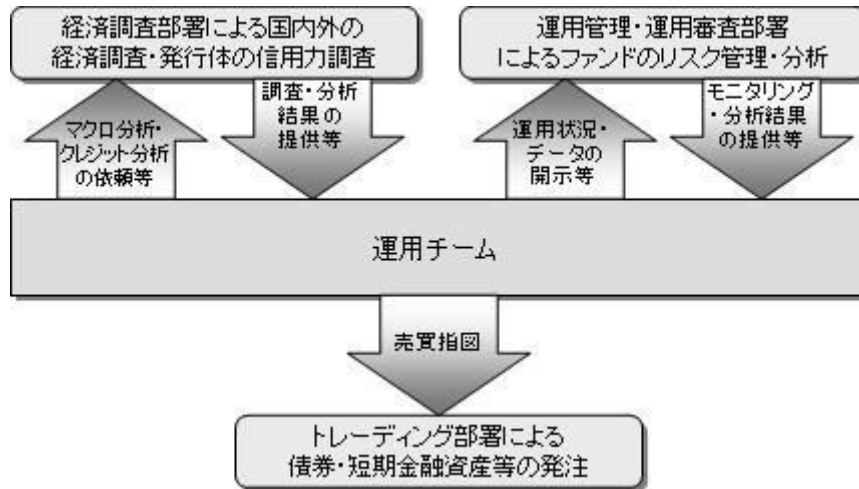 経済調査部署による国内外の
経済調査・発行体の信用力調査
運用管理・運用審査部署
によるファンドのリスク管理・分析
マクロ分析・
クレジット分析
の依頼等
調査・分析
結果の
提供等
運用状況・
データの
開示等
モニタリング
・分析結果
の提供等
運用チーム
売買指図
トレーディング部署による
債券・短期金融資産等の発注